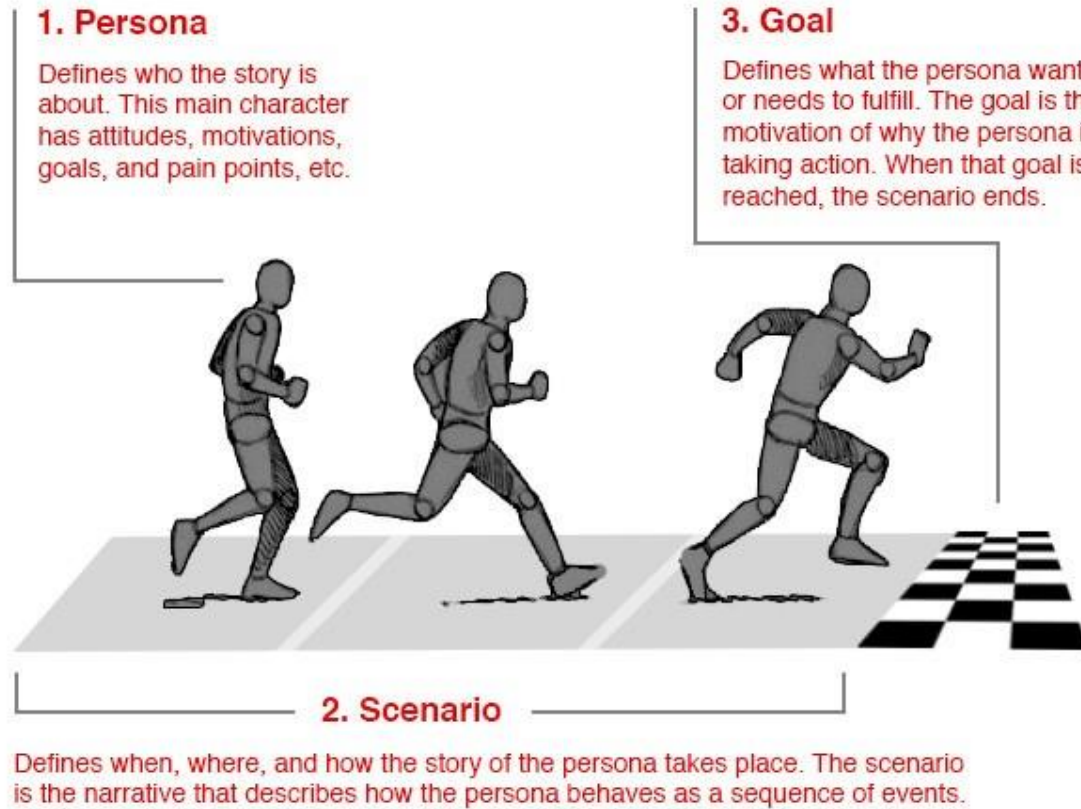 1. Persona
Defines who the story is
about. This main character
has attitudes, motivations,
goals, and pain points, etc.
3. Goal
Defines what the persona want
or needs to fulfill. The goal is th
motivation of why the persona i
taking action. When that goal is
reached, the scenario ends.
2. Scenario
Defines when, where, and how the story of the persona takes place. The scenario
is the narrative that describes how the persona behaves as a sequence of events.